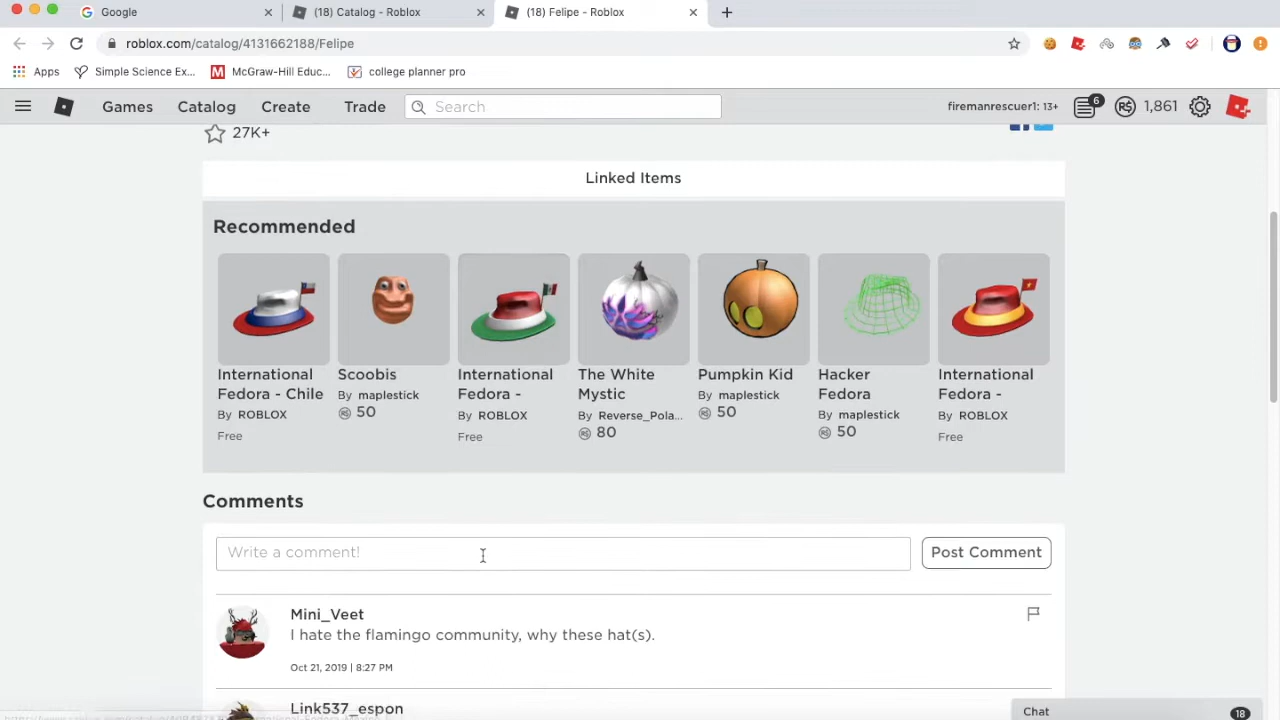 Google
(18) Catalog - Roblox
(18) Felipe - Roblox
roblox.com/catalog/4131662188/Felipe
Apps
Simple Science Ex...
McGraw-Hill Educ...
college planner pro
Games
Catalog
Create
Trade
Search
firemanrescuer1: 13+
6
1,861
27K+
Linked Items
Recommended
International
Fedora - Chile
By ROBLOX
Free
Scoobis
By maplestick
50
International
Fedora -
By ROBLOX
Free
The White
Mystic
By Reverse_Pola...
80
Pumpkin Kid
By maplestick
50
Hacker
Fedora
By maplestick
50
International
Fedora -
By ROBLOX
Free
Comments
Write a comment!
Post Comment
Mini_Veet
I hate the flamingo community, why these hat(s).
Oct 21, 2019 | 8:27 PM
Link537_espon
Chat
18